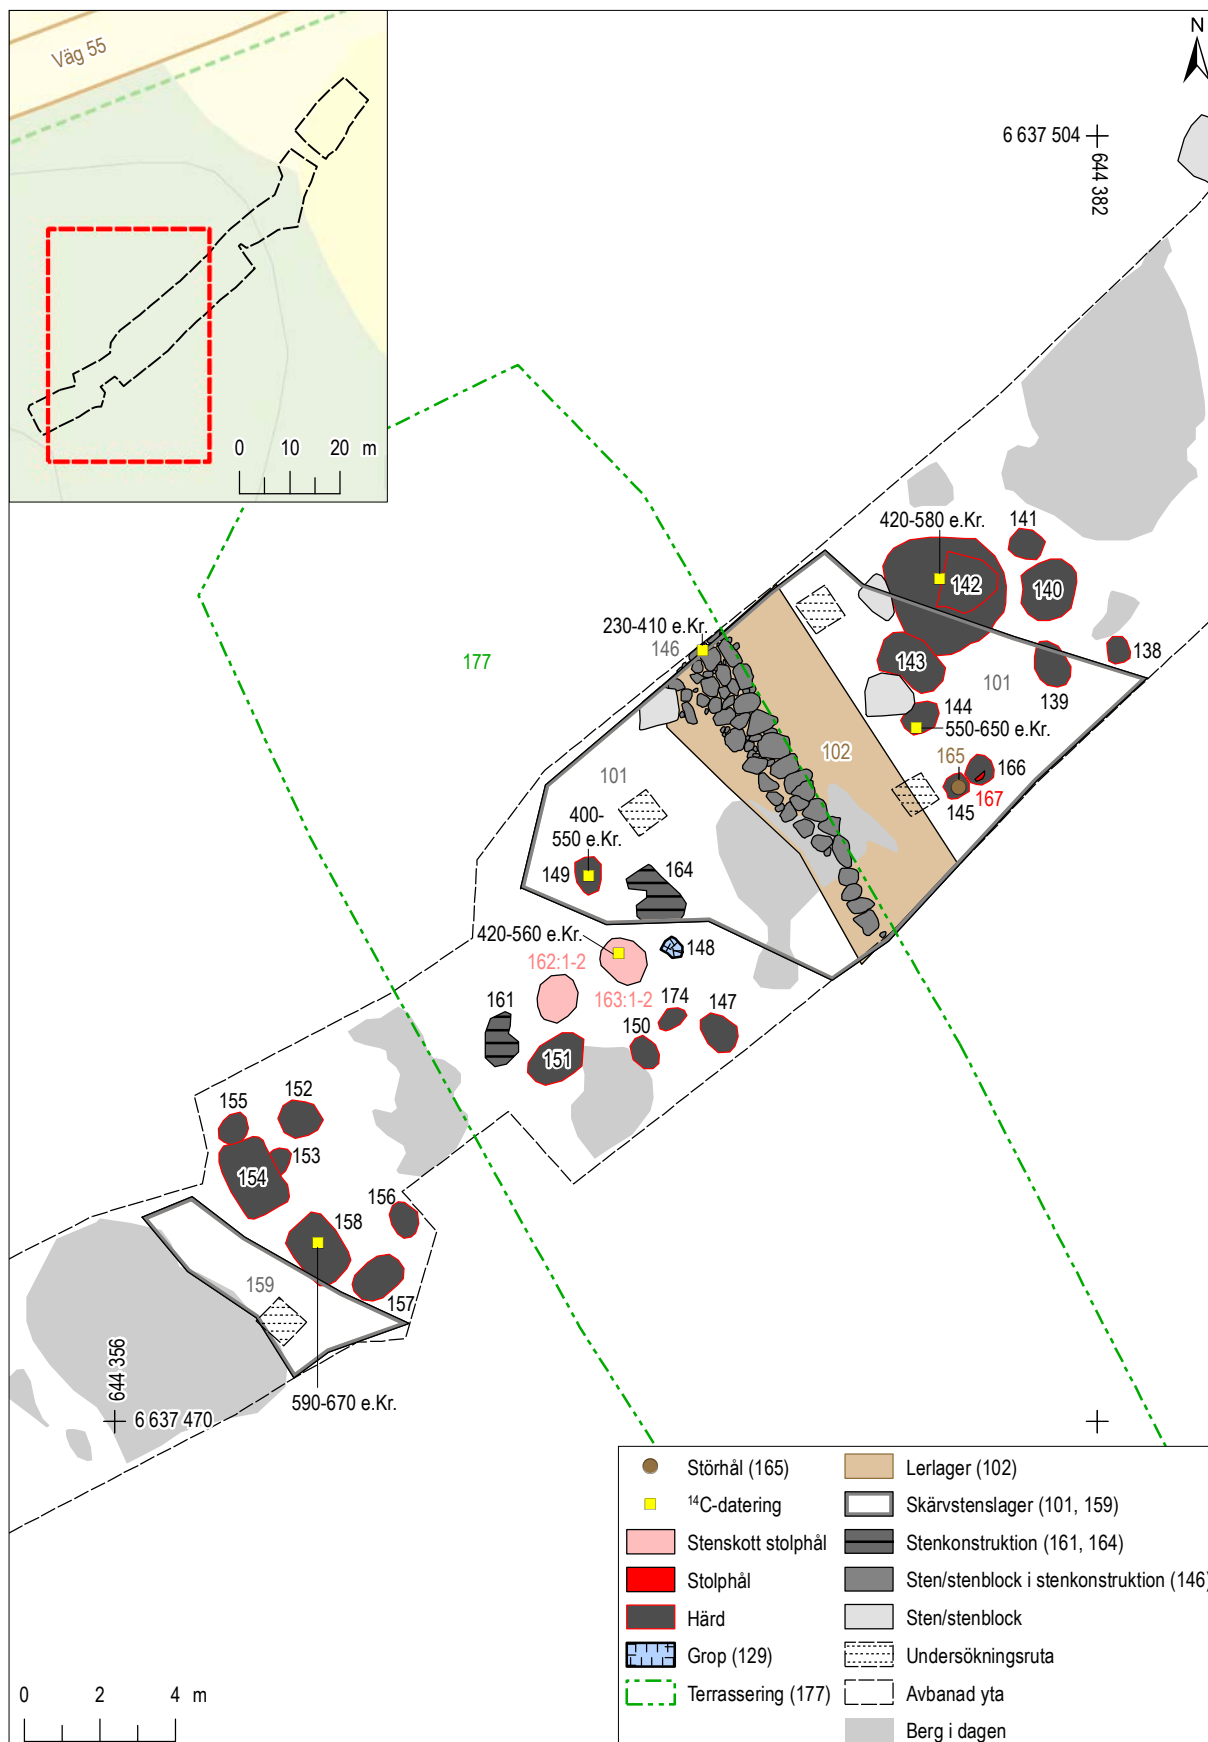 Väg 55
0 10 20 m
N
6 637 504
644 382
420-580 e.Kr.
141
142
140
230-410 e.Kr.
146
177
143
138
139
101
144
550-650 e.Kr.
102
165
166
145
167
101
400-
550 e.Kr.
149
164
420-560 e.Kr.
148
162:1-2
163:1-2
161
174
147
150
151
155
152
153
154
156
158
159
157
644 356
6 637 470
590-670 e.Kr.
0 2 4 m
Störhål (165)
¹⁴C-datering
Stenskott stolphål
Stolphål
Härd
Grop (129)
Terrassering (177)
Lerlager (102)
Skärvstenslager (101, 159)
Stenkonstruktion (161, 164)
Sten/stenblock i stenkonstruktion (146)
Sten/stenblock
Undersökningsruta
Avbanad yta
Berg i dagen